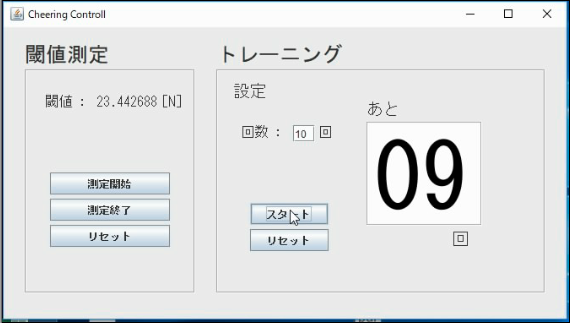 Cheering Controll
閾値測定
閾値 : 23.442688[N]
測定開始
測定終了
リセット
トレーニング
設定
回数 : 10 回
スタート
リセット
あと
09
回